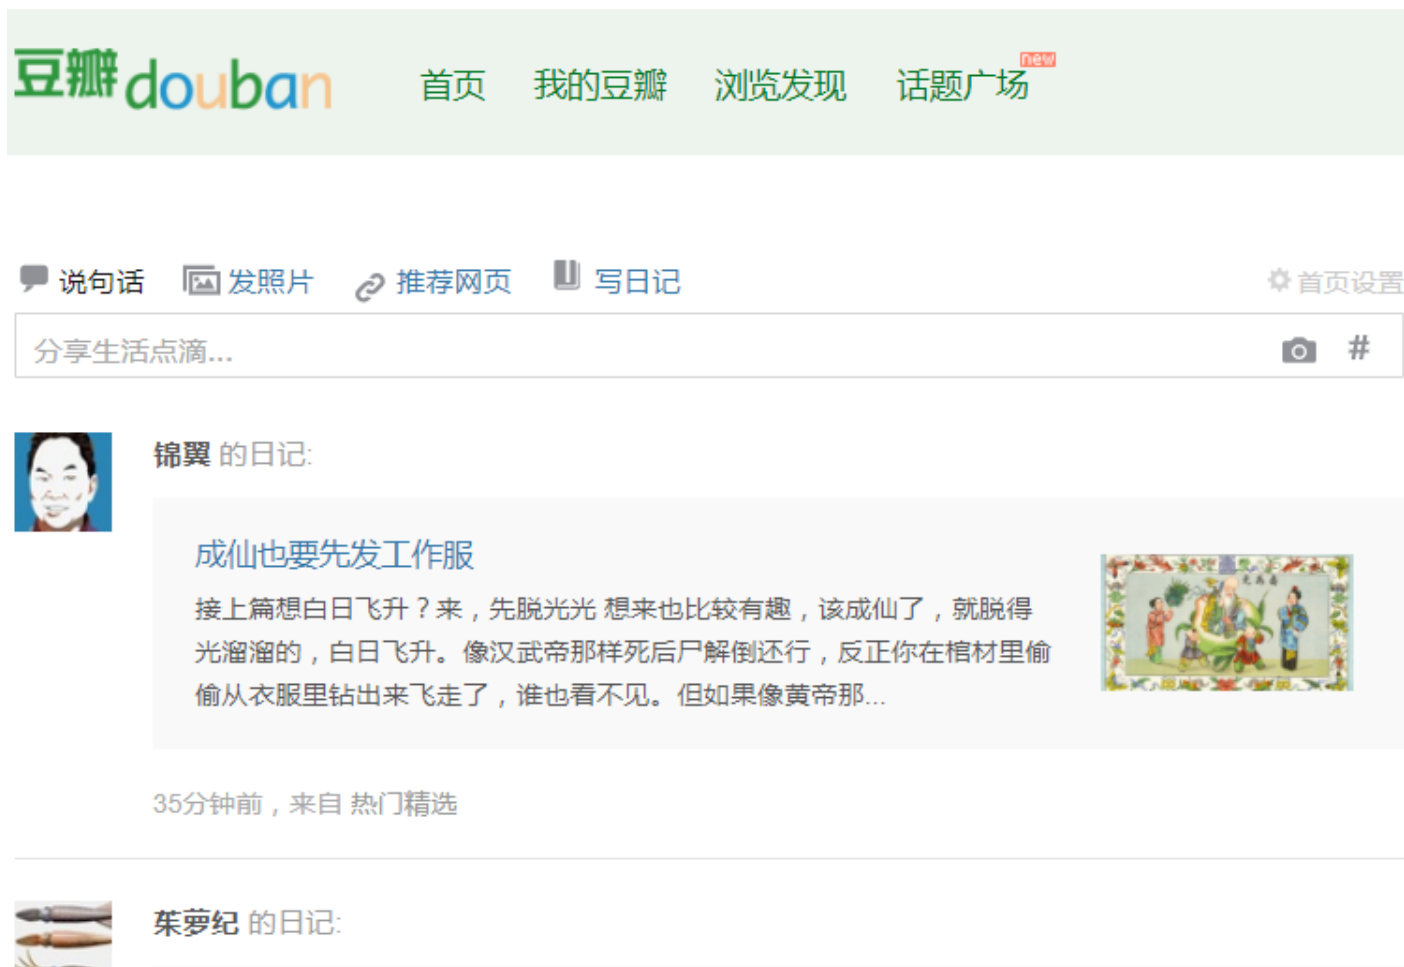 豆瓣douban
首页 我的豆瓣 浏览发现 话题广场 new
说句话 发照片 推荐网页 写日记 首页设置
分享生活点滴... #
锦翼 的日记:
成仙也要先发工作服
接上篇想白日飞升？来，先脱光光 想来也比较有趣，该成仙了，就脱得
光溜溜的，白日飞升。像汉武帝那样死后尸解倒还行，反正你在棺材里偷
偷从衣服里钻出来飞走了，谁也看不见。但如果像黄帝那...
35分钟前，来自 热门精选
茱萝纪 的日记: